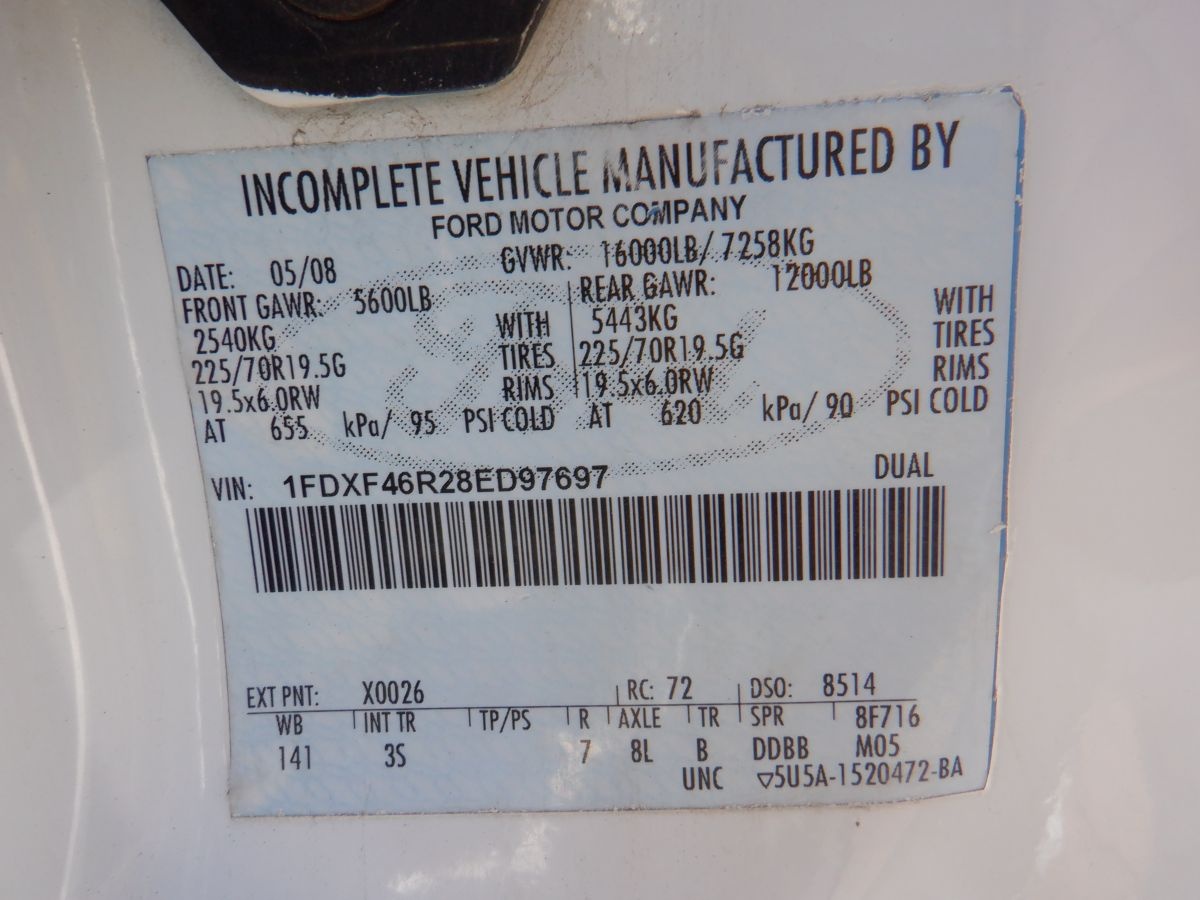 INCOMPLETE VEHICLE MANUFACTURED BY
FORD MOTOR COMPANY
DATE: 05/08 GVWR: 16000LB/ 7258KG
FRONT GAWR: 5600LB REAR GAWR: 12000LB
2540KG WITH 5443KG WITH
225/70R19.5G TIRES 225/70R19.5G TIRES
19.5x6.0RW RIMS 19.5x6.0RW RIMS
AT 655 kPa/ 95 PSI COLD AT 620 kPa/ 90 PSI COLD
VIN: 1FDXF46R28ED97697 DUAL
EXT PNT: X0026 RC: 72 DSO: 8514
WB INT TR TP/PS R AXLE TR SPR 8F716
141 3S 7 8L B DDBB M05
UNC ▽5U5A-1520472-BA